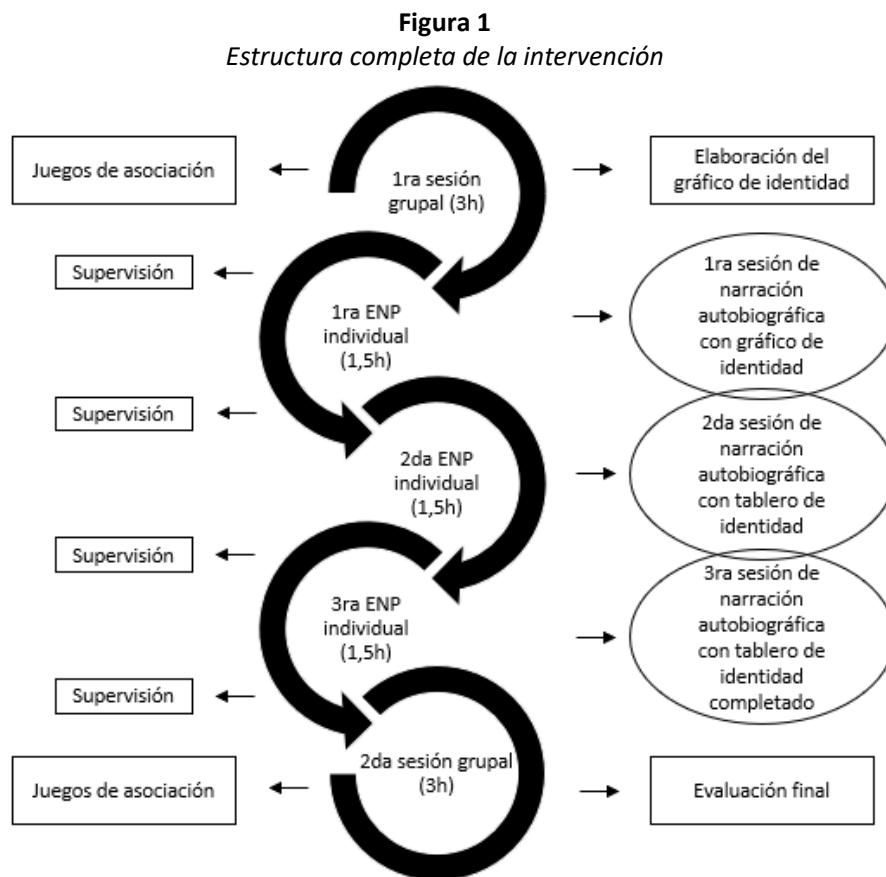 Figura 1
Estructura completa de la intervención
Juegos de asociación
1ra sesión
grupal (3h)
Elaboración del
gráfico de identidad
Supervisión
1ra ENP
individual
(1,5h)
1ra sesión de
narración
autobiográfica
con gráfico de
identidad
Supervisión
2da ENP
individual
(1,5h)
2da sesión de
narración
autobiográfica
con tablero de
identidad
Supervisión
3ra ENP
individual
(1,5h)
3ra sesión de
narración
autobiográfica
con tablero de
identidad
completado
Supervisión
Juegos de asociación
2da sesión grupal
(3h)
Evaluación final